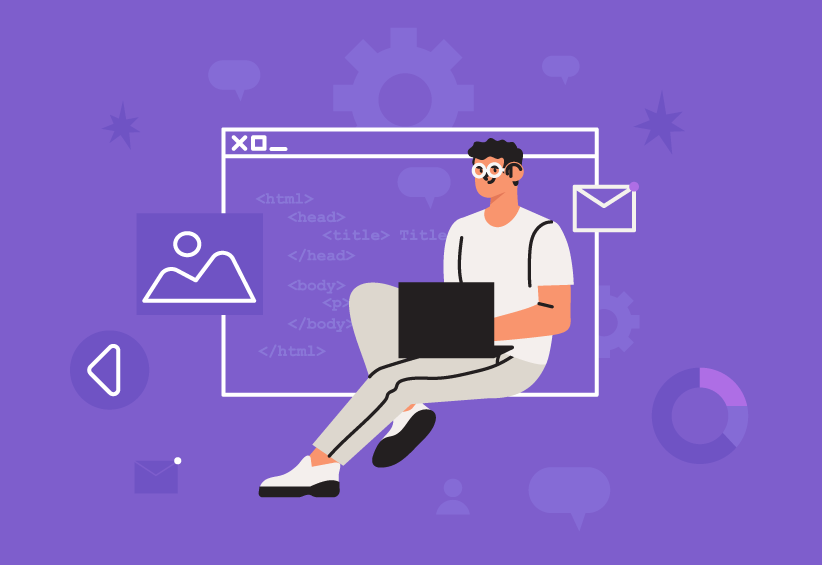 <html>
<head>
<title> Title
</head>
<body>
<p>
</body>
</html>